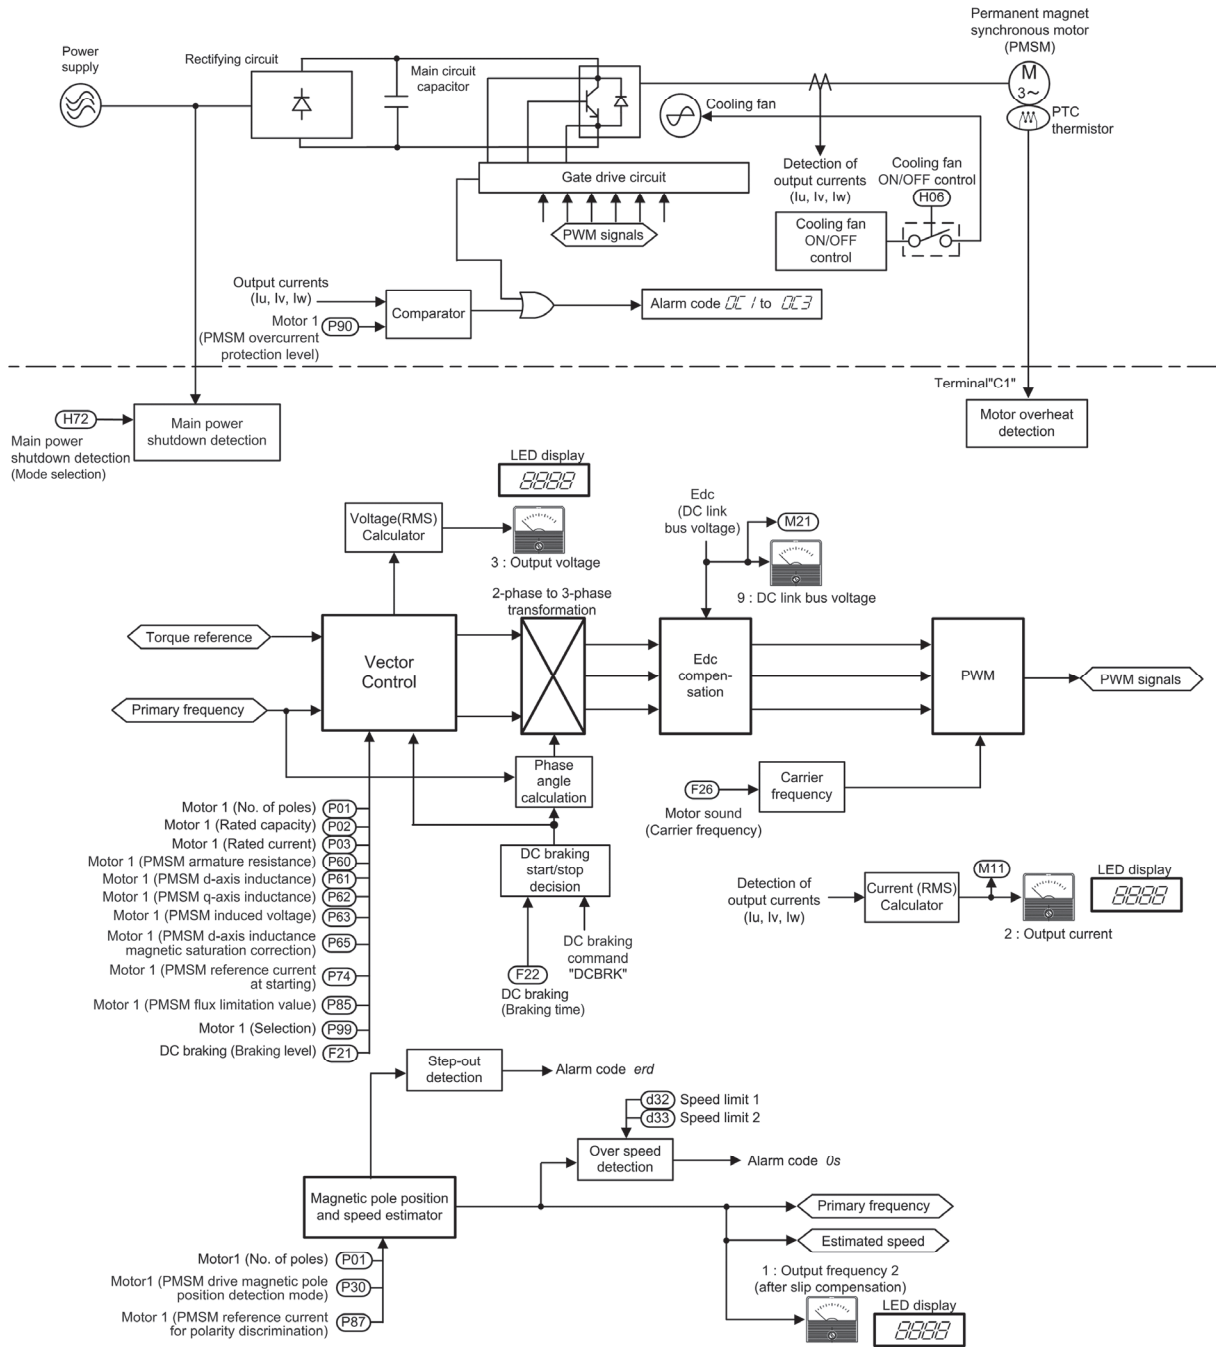 Permanent magnet
synchronous motor
(PMSM)
Power
supply
Rectifying circuit
Main circuit
capacitor
M
3~
Cooling fan
PTC
thermistor
Gate drive circuit
Detection of
output currents
(Iu, Iv, Iw)
Cooling fan
ON/OFF control
H06
PWM signals
Cooling fan
ON/OFF
control
Output currents
(Iu, Iv, Iw)
Comparator
Alarm code OC1 to OC3
Motor 1
(PMSM overcurrent
protection level)
P90
Terminal"C1"
H72
Main power
shutdown detection
Main power
shutdown detection
(Mode selection)
Motor overheat
detection
LED display
8888
Voltage(RMS)
Calculator
3 : Output voltage
Edc
(DC link
bus voltage)
M21
9 : DC link bus voltage
2-phase to 3-phase
transformation
Torque reference
Vector
Control
Edc
compen-
sation
PWM
PWM signals
Primary frequency
Phase
angle
calculation
F26
Motor sound
(Carrier frequency)
Carrier
frequency
Motor 1 (No. of poles) P01
Motor 1 (Rated capacity) P02
Motor 1 (Rated current) P03
Motor 1 (PMSM armature resistance) P60
Motor 1 (PMSM d-axis inductance) P61
Motor 1 (PMSM q-axis inductance) P62
Motor 1 (PMSM induced voltage) P63
Motor 1 (PMSM d-axis inductance
magnetic saturation correction) P65
Motor 1 (PMSM reference current
at starting) P74
Motor 1 (PMSM flux limitation value) P85
Motor 1 (Selection) P99
DC braking (Braking level) F21
DC braking
start/stop
decision
F22
DC braking
(Braking time)
DC braking
command
"DCBRK"
Detection of
output currents
(Iu, Iv, Iw)
Current (RMS)
Calculator
M11
LED display
8888
2 : Output current
Step-out
detection
Alarm code erd
d32 Speed limit 1
d33 Speed limit 2
Over speed
detection
Alarm code 0s
Magnetic pole position
and speed estimator
Primary frequency
Estimated speed
Motor1 (No. of poles) P01
Motor1 (PMSM drive magnetic pole
position detection mode) P30
Motor 1 (PMSM reference current
for polarity discrimination) P87
1 : Output frequency 2
(after slip compensation)
LED display
8888